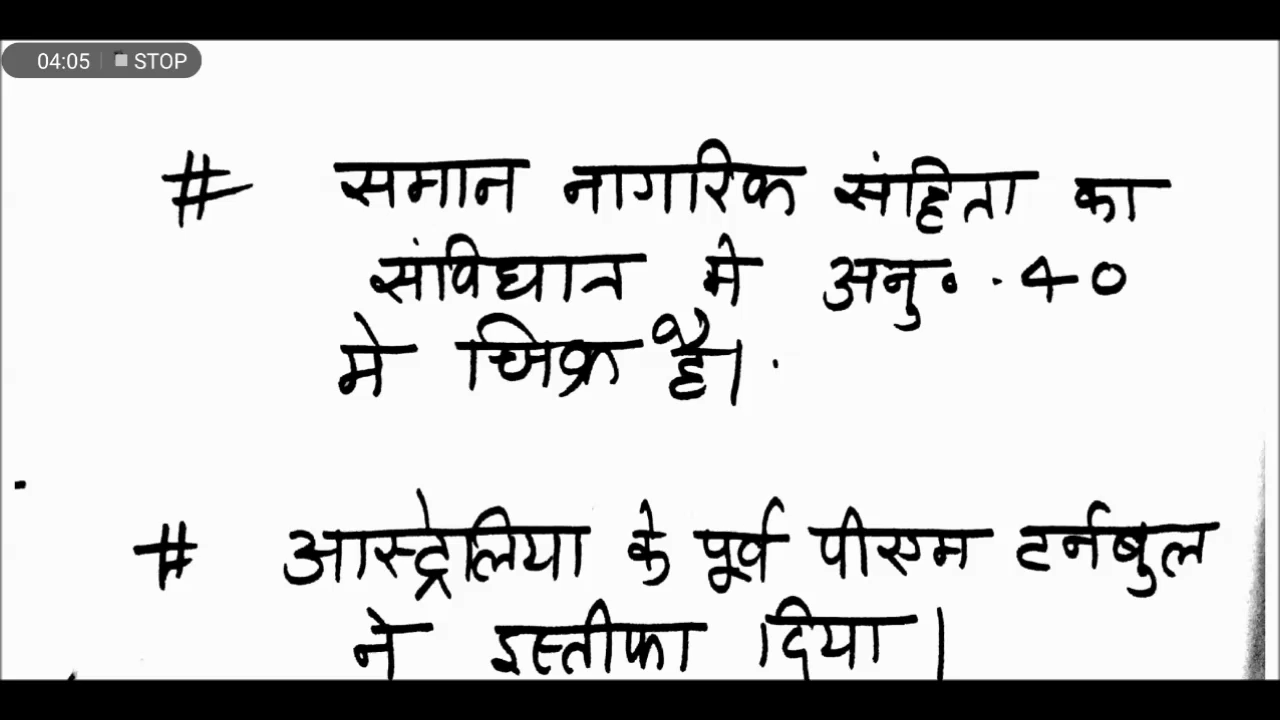 04:05 STOP
# समान नागरिक संहिता का
संविधान मे अनु॰ . 40
मे जिक्र है।
# आस्ट्रेलिया के पूर्व पीएम टर्नबुल
ने इस्तीफा दिया।